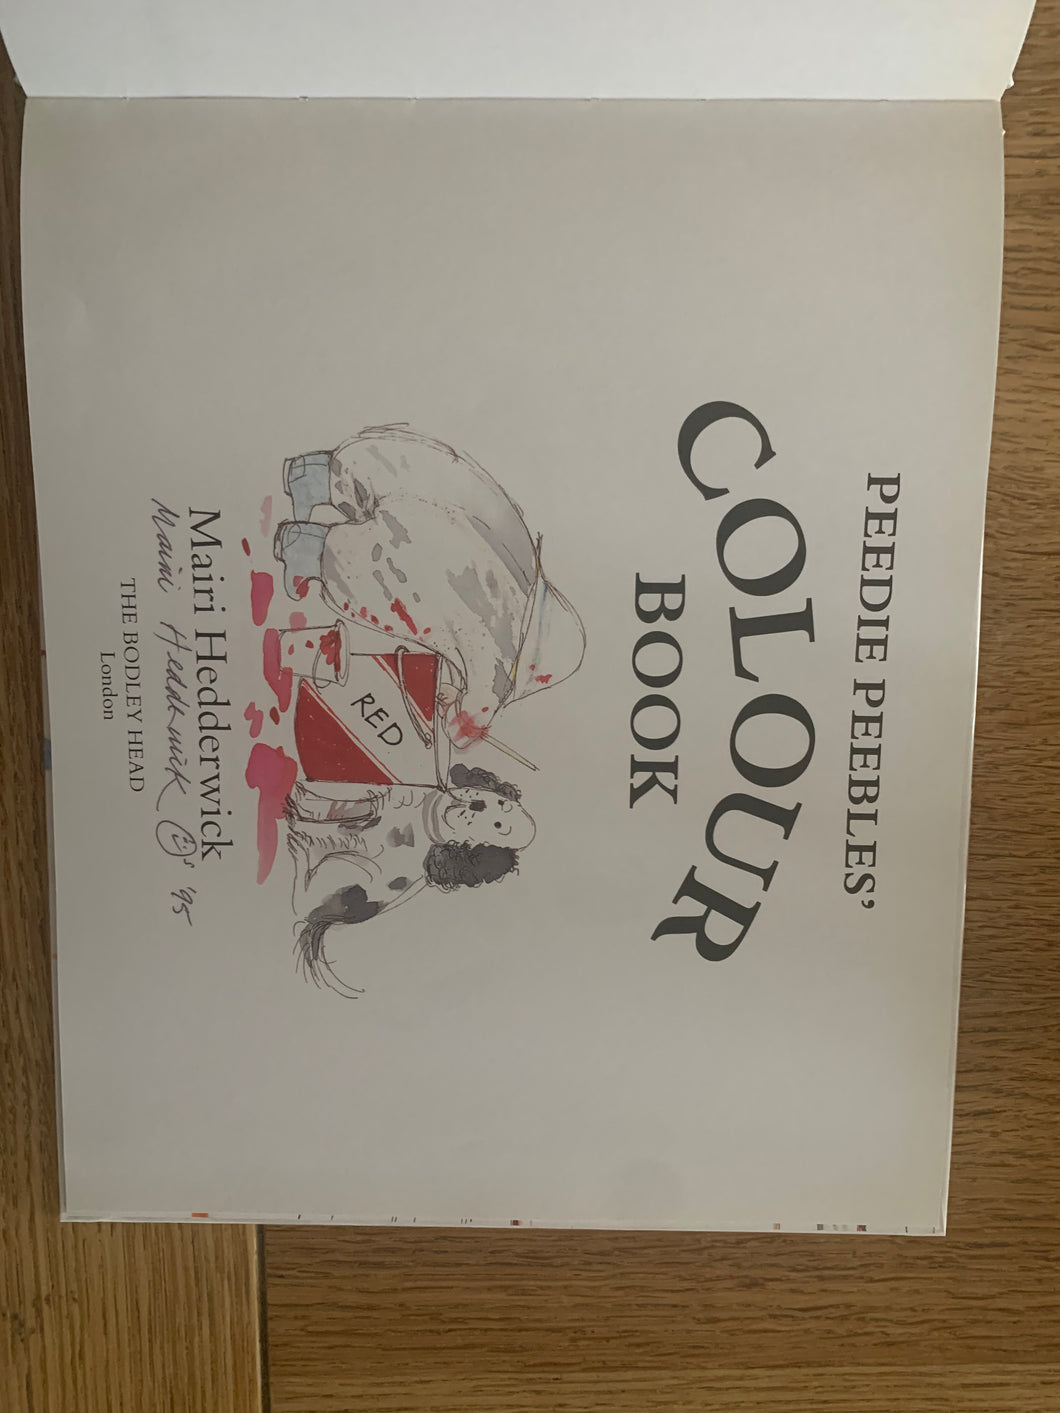 PEEDIE PEEBLES'
COLOUR
BOOK
RED
Mairi Hedderwick
Mairi Hedderwick '95
THE BODLEY HEAD
London